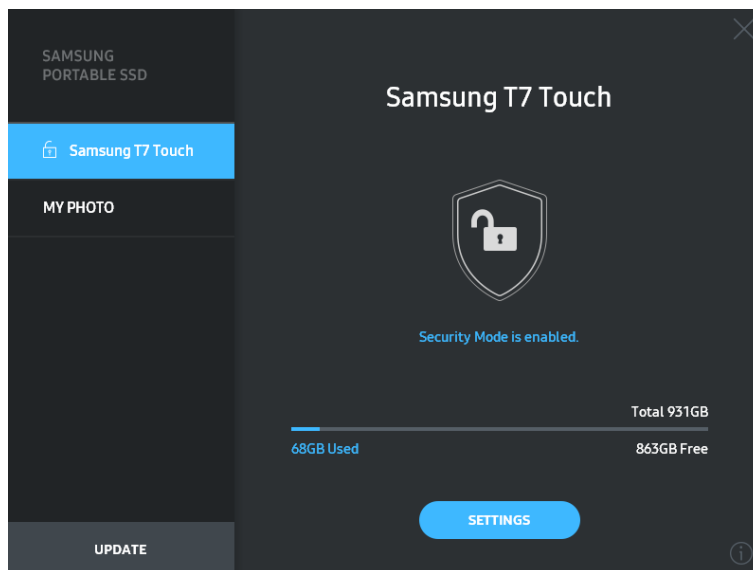 SAMSUNG
PORTABLE SSD
Samsung T7 Touch
MY PHOTO
UPDATE
Samsung T7 Touch
Security Mode is enabled.
Total 931GB
68GB Used
863GB Free
SETTINGS